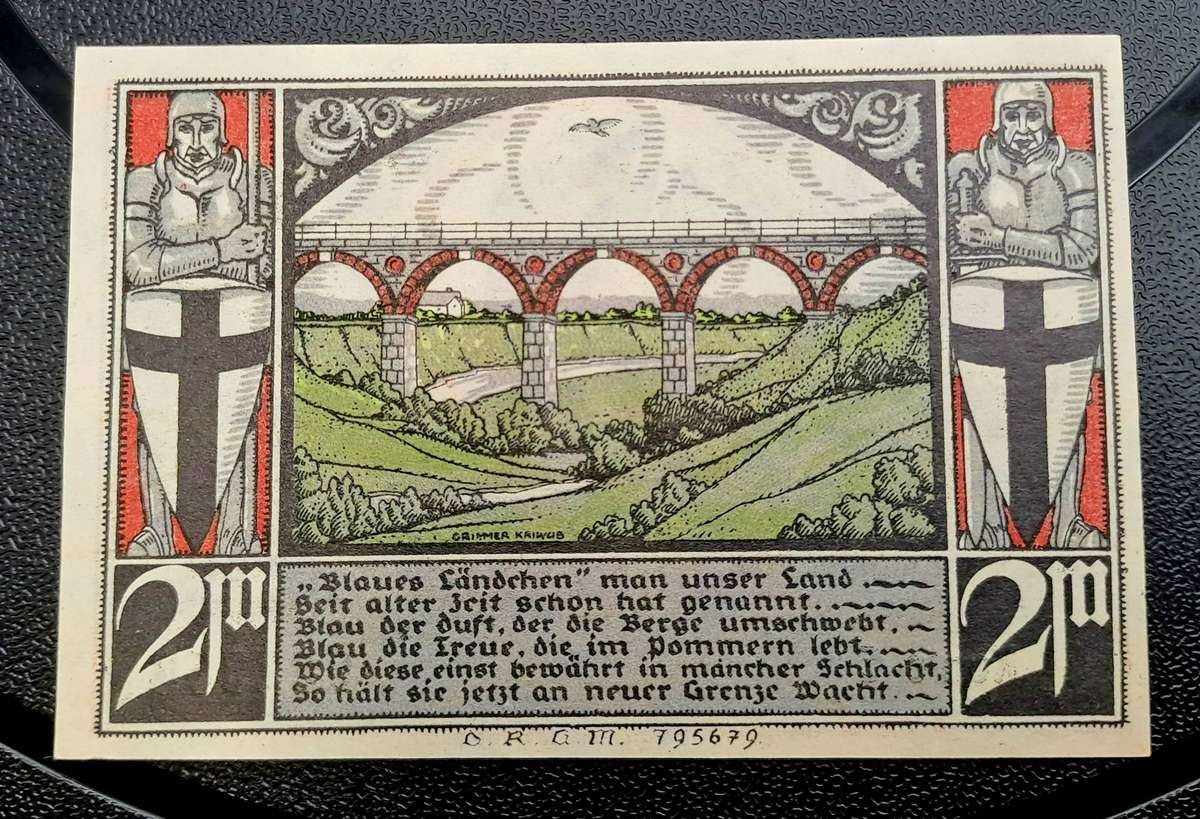 GRIMMER KRIWUB
2M
2M
„Blaues Ländchen" man unser Land
Seit alter Zeit schon hat genannt.
Blau der Duft, der die Berge umschwebt,
Blau die Treue, die im Pommern lebt.
Wie diese einst bewährt in mancher Schlacht,
So hält sie jetzt an neuer Grenze Wacht.
D. R. G. M. 795679.